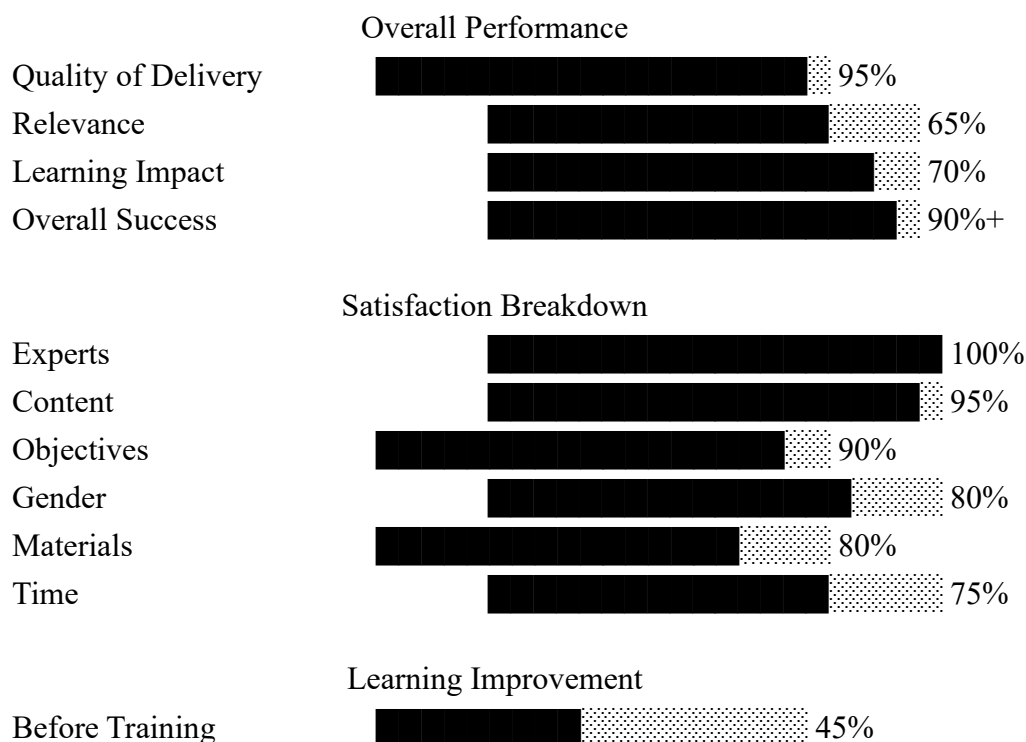 Overall Performance
Quality of Delivery 95%
Relevance 65%
Learning Impact 70%
Overall Success 90%+
Satisfaction Breakdown
Experts 100%
Content 95%
Objectives 90%
Gender 80%
Materials 80%
Time 75%
Learning Improvement
Before Training 45%